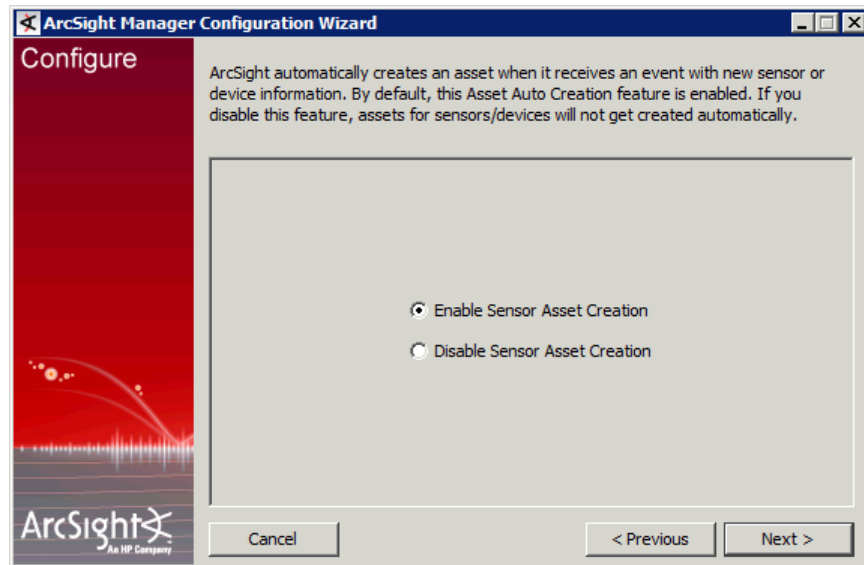 ArcSight Manager Configuration Wizard
Configure
ArcSight automatically creates an asset when it receives an event with new sensor or
device information. By default, this Asset Auto Creation feature is enabled. If you
disable this feature, assets for sensors/devices will not get created automatically.
Enable Sensor Asset Creation
Disable Sensor Asset Creation
ArcSight
An HP Company
Cancel
< Previous
Next >